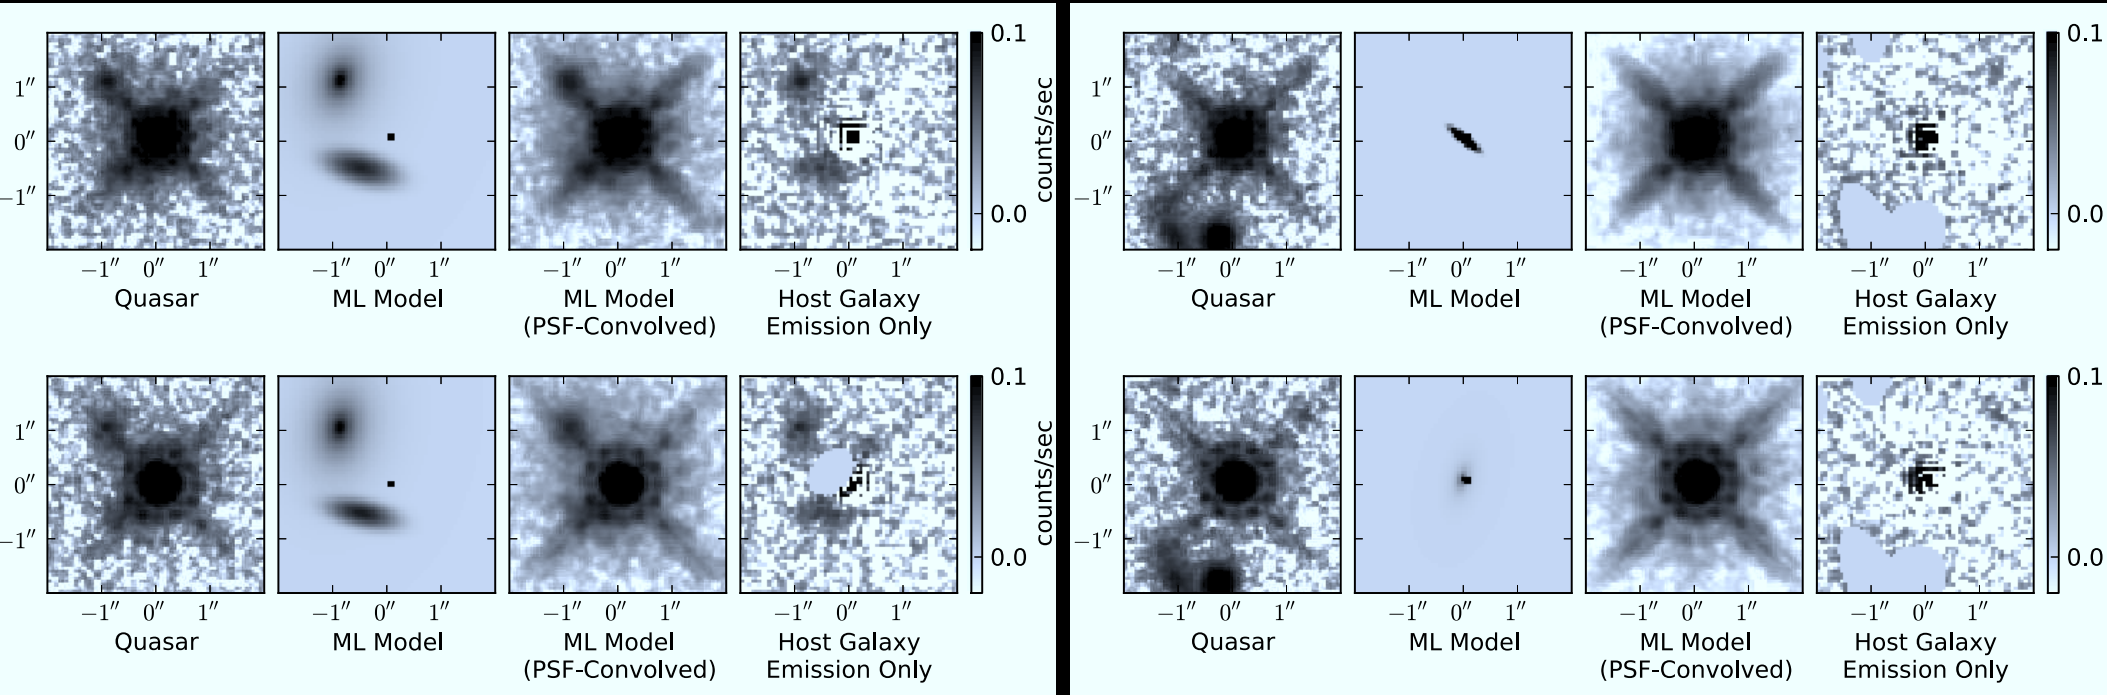 0.1
1″
0″
−1″
0.0
counts/sec
−1″ 0″ 1″
−1″ 0″ 1″
−1″ 0″ 1″
−1″ 0″ 1″
Quasar
ML Model
ML Model
(PSF-Convolved)
Host Galaxy
Emission Only
0.1
1″
0″
−1″
0.0
counts/sec
−1″ 0″ 1″
−1″ 0″ 1″
−1″ 0″ 1″
−1″ 0″ 1″
Quasar
ML Model
ML Model
(PSF-Convolved)
Host Galaxy
Emission Only
0.1
1″
0″
−1″
0.0
−1″ 0″ 1″
−1″ 0″ 1″
−1″ 0″ 1″
−1″ 0″ 1″
Quasar
ML Model
ML Model
(PSF-Convolved)
Host Galaxy
Emission Only
0.1
1″
0″
−1″
0.0
−1″ 0″ 1″
−1″ 0″ 1″
−1″ 0″ 1″
−1″ 0″ 1″
Quasar
ML Model
ML Model
(PSF-Convolved)
Host Galaxy
Emission Only